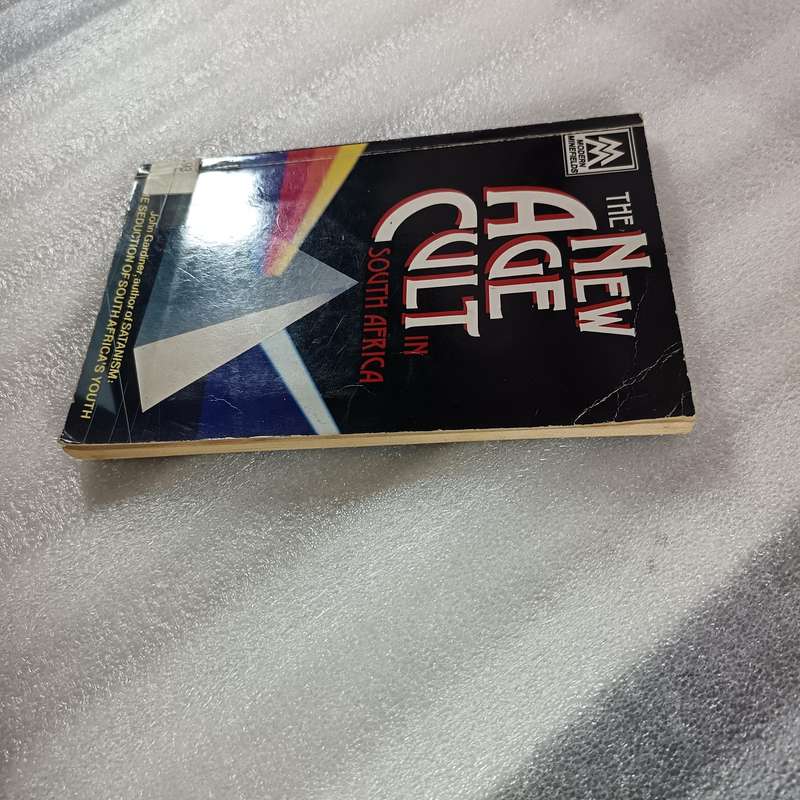 MODERN
MINEFIELDS
THE NEW
AGE
CULT IN
SOUTH AFRICA
John Gardiner, author of SATANISM:
THE SEDUCTION OF SOUTH AFRICA'S YOUTH